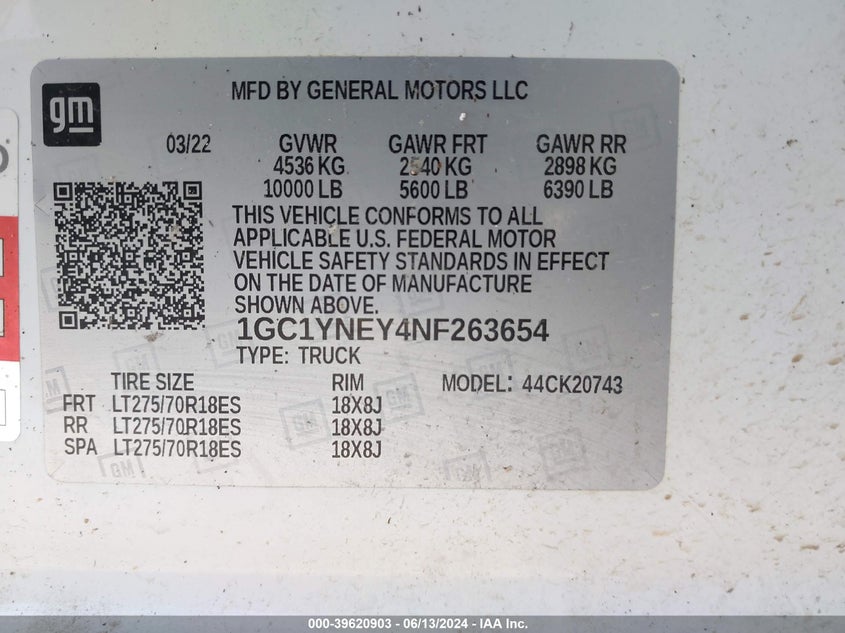 gm
MFD BY GENERAL MOTORS LLC
03/22 GVWR GAWR FRT GAWR RR
4536 KG 2540 KG 2898 KG
10000 LB 5600 LB 6390 LB
THIS VEHICLE CONFORMS TO ALL
APPLICABLE U.S. FEDERAL MOTOR
VEHICLE SAFETY STANDARDS IN EFFECT
ON THE DATE OF MANUFACTURE
SHOWN ABOVE.
1GC1YNEY4NF263654
TYPE: TRUCK
TIRE SIZE RIM MODEL: 44CK20743
FRT LT275/70R18ES 18X8J
RR LT275/70R18ES 18X8J
SPA LT275/70R18ES 18X8J
000-39620903 - 06/13/2024 - IAA Inc.